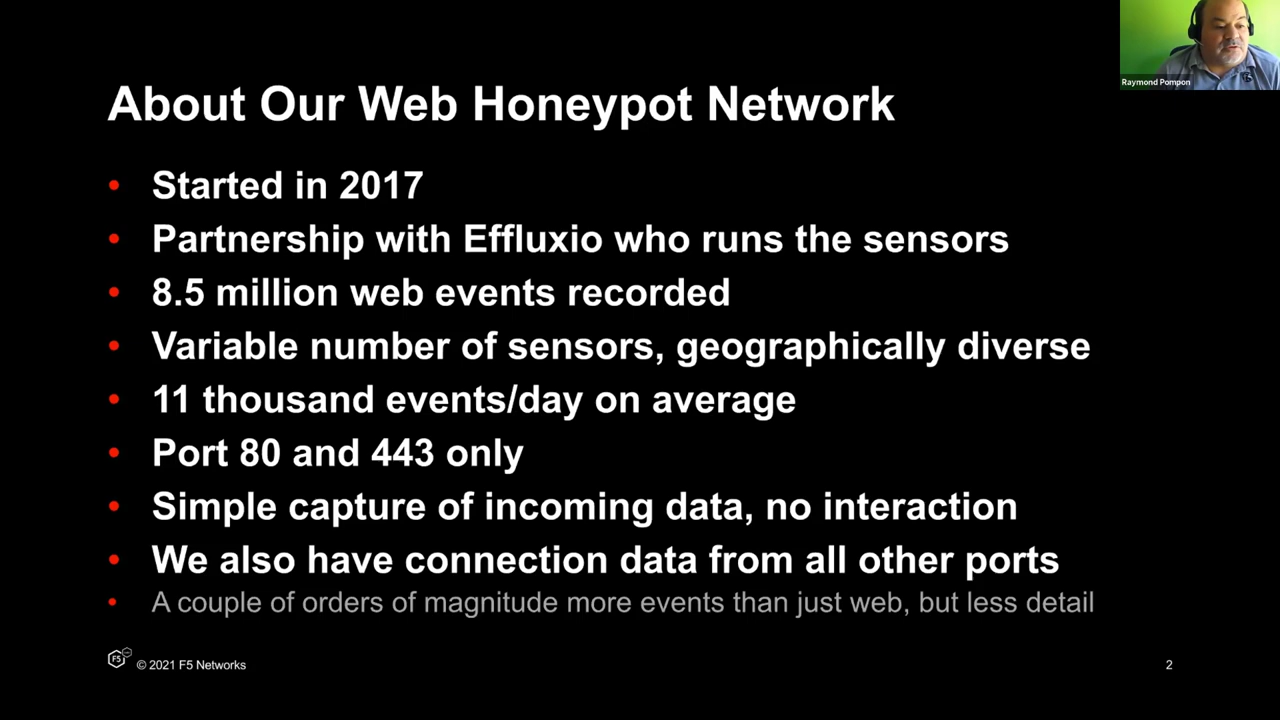 Raymond Pompon
About Our Web Honeypot Network
• Started in 2017
• Partnership with Effluxio who runs the sensors
• 8.5 million web events recorded
• Variable number of sensors, geographically diverse
• 11 thousand events/day on average
• Port 80 and 443 only
• Simple capture of incoming data, no interaction
• We also have connection data from all other ports
• A couple of orders of magnitude more events than just web, but less detail
F5
© 2021 F5 Networks
2